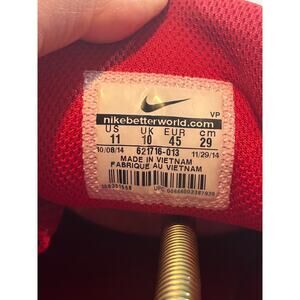 VP
nikebetterworld.com
US UK EUR cm
11 10 45 29
10/08/14 621716-013 11/29/14
MADE IN VIETNAM
FABRIQUE AU VIETNAM
UPC